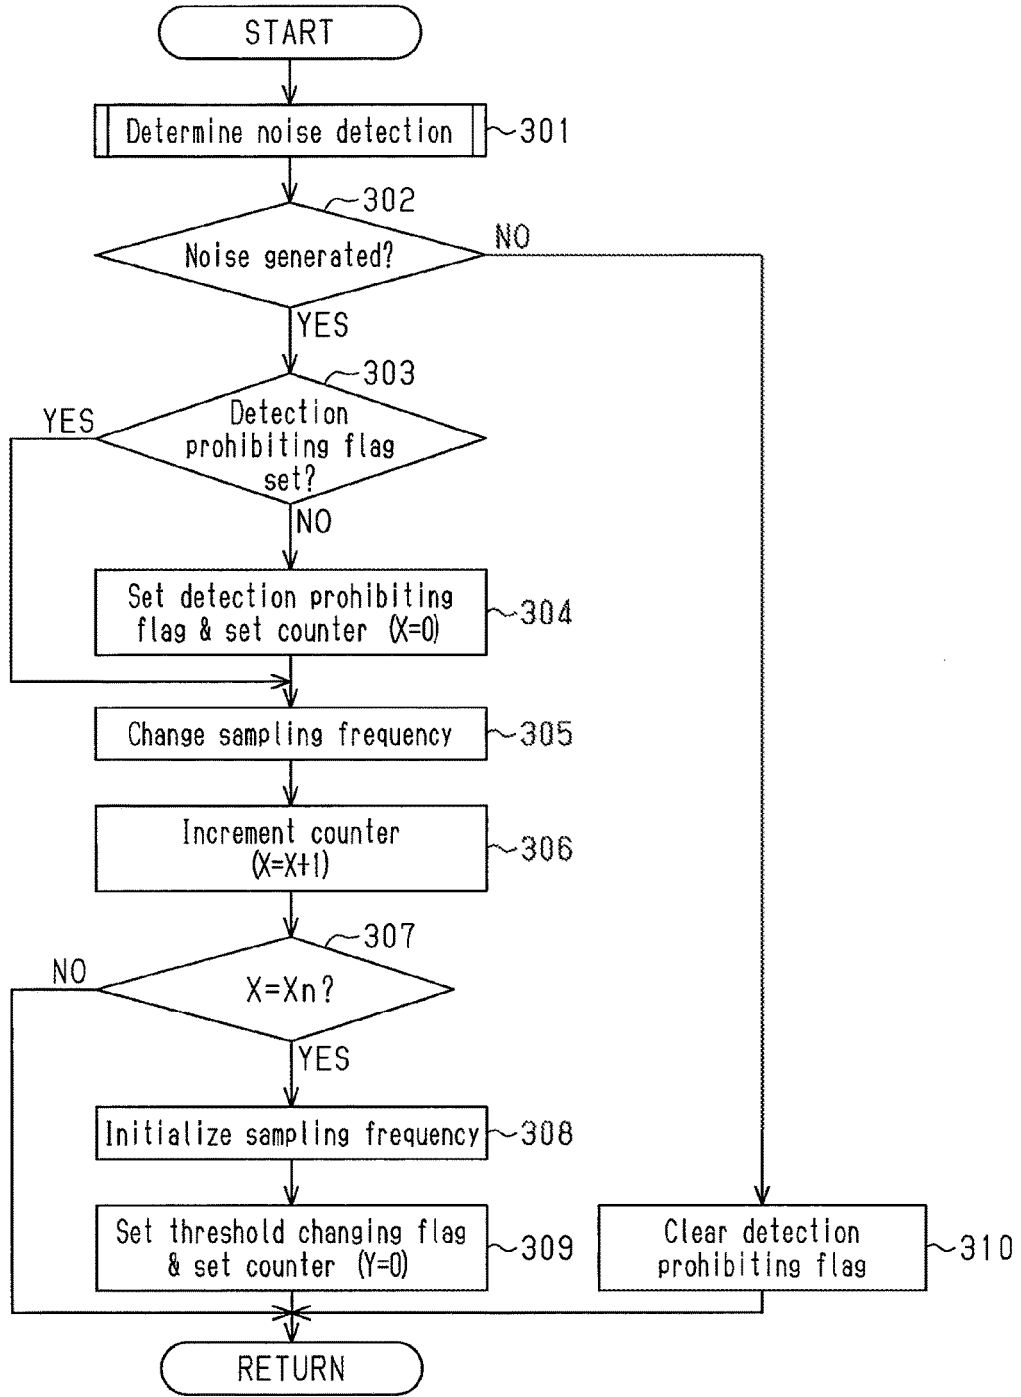 START
Determine noise detection
301
302
Noise generated?
NO
YES
303
YES
Detection
prohibiting flag
set?
NO
Set detection prohibiting
flag & set counter (X=0)
304
Change sampling frequency
305
Increment counter
(X=X+1)
306
307
NO
X=Xn?
YES
Initialize sampling frequency
308
Set threshold changing flag
& set counter (Y=0)
309
Clear detection
prohibiting flag
310
RETURN